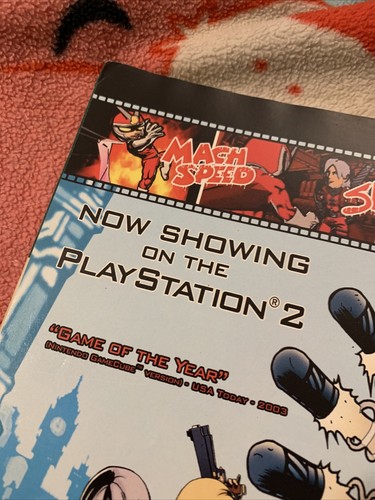 MACH
SPEED
NOW SHOWING
ON THE
PLAYSTATION® 2
"GAME OF THE YEAR"
(NINTENDO GAMECUBE™ VERSION) - USA TODAY - 2003